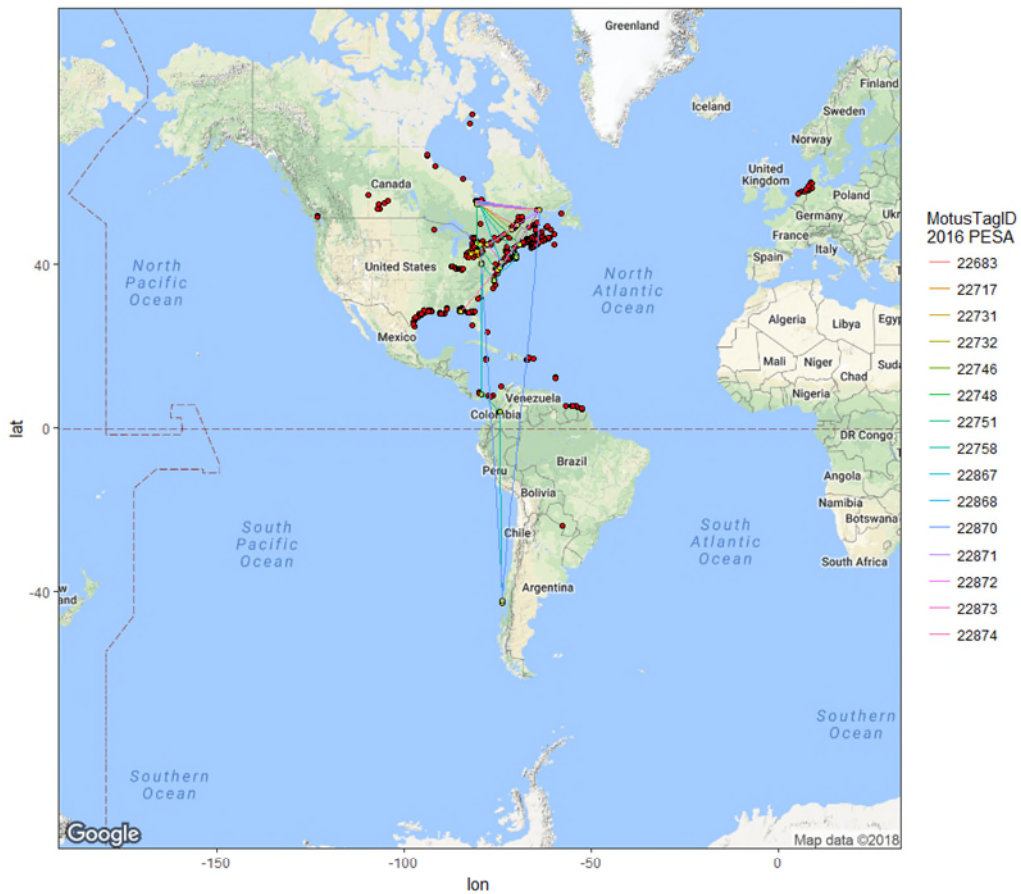 Greenland
Finland
Iceland
Sweden
Norway
United
Kingdom
Canada
Poland
Germany
Ukr
France
Italy
Spain
United States
North
Pacific
Ocean
North
Atlantic
Ocean
Mexico
Algeria
Libya
Egyp
Mali
Niger
Sud
Chad
Nigeria
Venezuela
Colombia
DR Congo
Peru
Brazil
Angola
Bolivia
Namibia
Botswana
Chile
South
Pacific
Ocean
South
Atlantic
Ocean
South Africa
Argentina
w
and
Southern
Ocean
Southern
Ocean
Google
Map data ©2018
40
0
-40
lat
-150
-100
-50
0
lon
MotusTagID
2016 PESA
22683
22717
22731
22732
22746
22748
22751
22758
22867
22868
22870
22871
22872
22873
22874